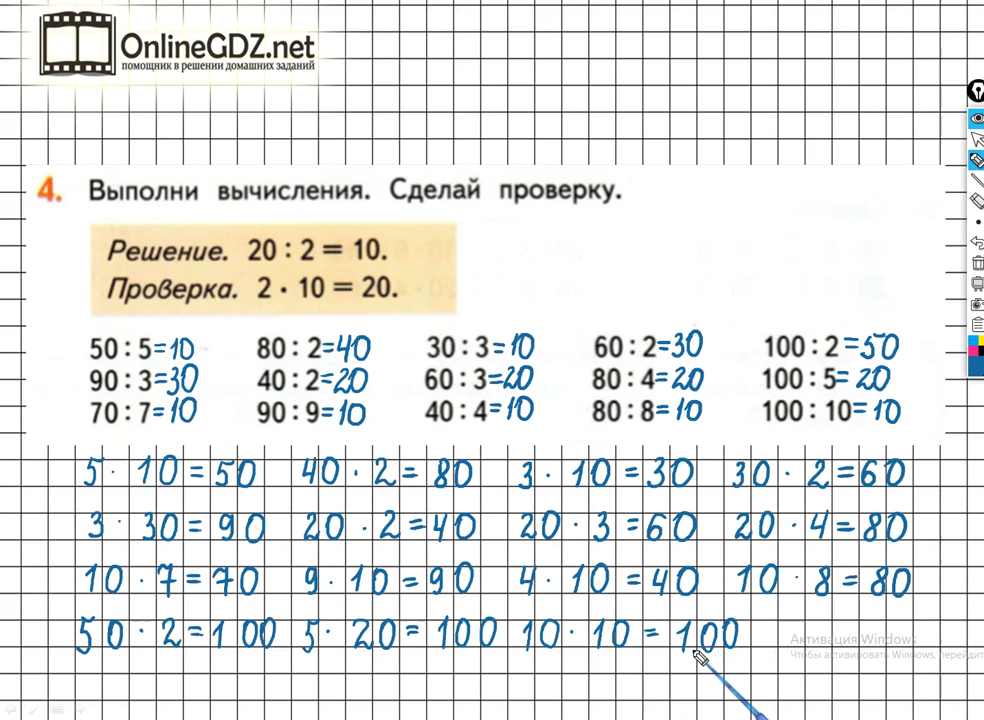 OnlineGDZ.net
помощник в решении домашних заданий
4. Выполни вычисления. Сделай проверку.
Решение. 20 : 2 = 10.
Проверка. 2 · 10 = 20.
50 : 5 = 10 80 : 2 = 40 30 : 3 = 10 60 : 2 = 30 100 : 2 = 50
90 : 3 = 30 40 : 2 = 20 60 : 3 = 20 80 : 4 = 20 100 : 5 = 20
70 : 7 = 10 90 : 9 = 10 40 : 4 = 10 80 : 8 = 10 100 : 10 = 10
5 · 10 = 50 40 · 2 = 80 3 · 10 = 30 30 · 2 = 60
3 · 30 = 90 20 · 2 = 40 20 · 3 = 60 20 · 4 = 80
10 · 7 = 70 9 · 10 = 90 4 · 10 = 40 10 · 8 = 80
50 · 2 = 100 5 · 20 = 100 10 · 10 = 100
Активация Windows
Чтобы активировать Windows, перейдит